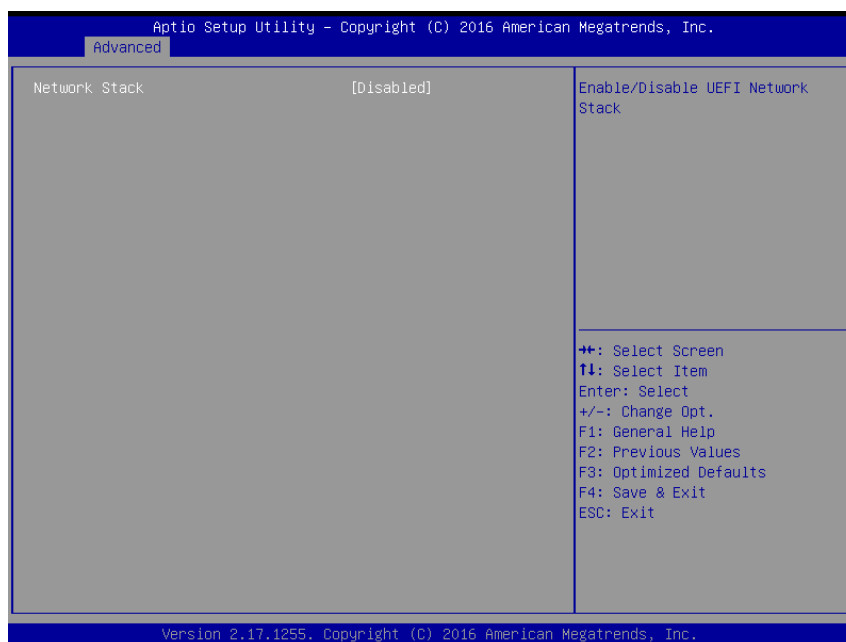 Aptio Setup Utility – Copyright (C) 2016 American Megatrends, Inc.
Advanced
Network Stack [Disabled]
Enable/Disable UEFI Network
Stack
→←: Select Screen
↑↓: Select Item
Enter: Select
+/-: Change Opt.
F1: General Help
F2: Previous Values
F3: Optimized Defaults
F4: Save & Exit
ESC: Exit
Version 2.17.1255. Copyright (C) 2016 American Megatrends, Inc.